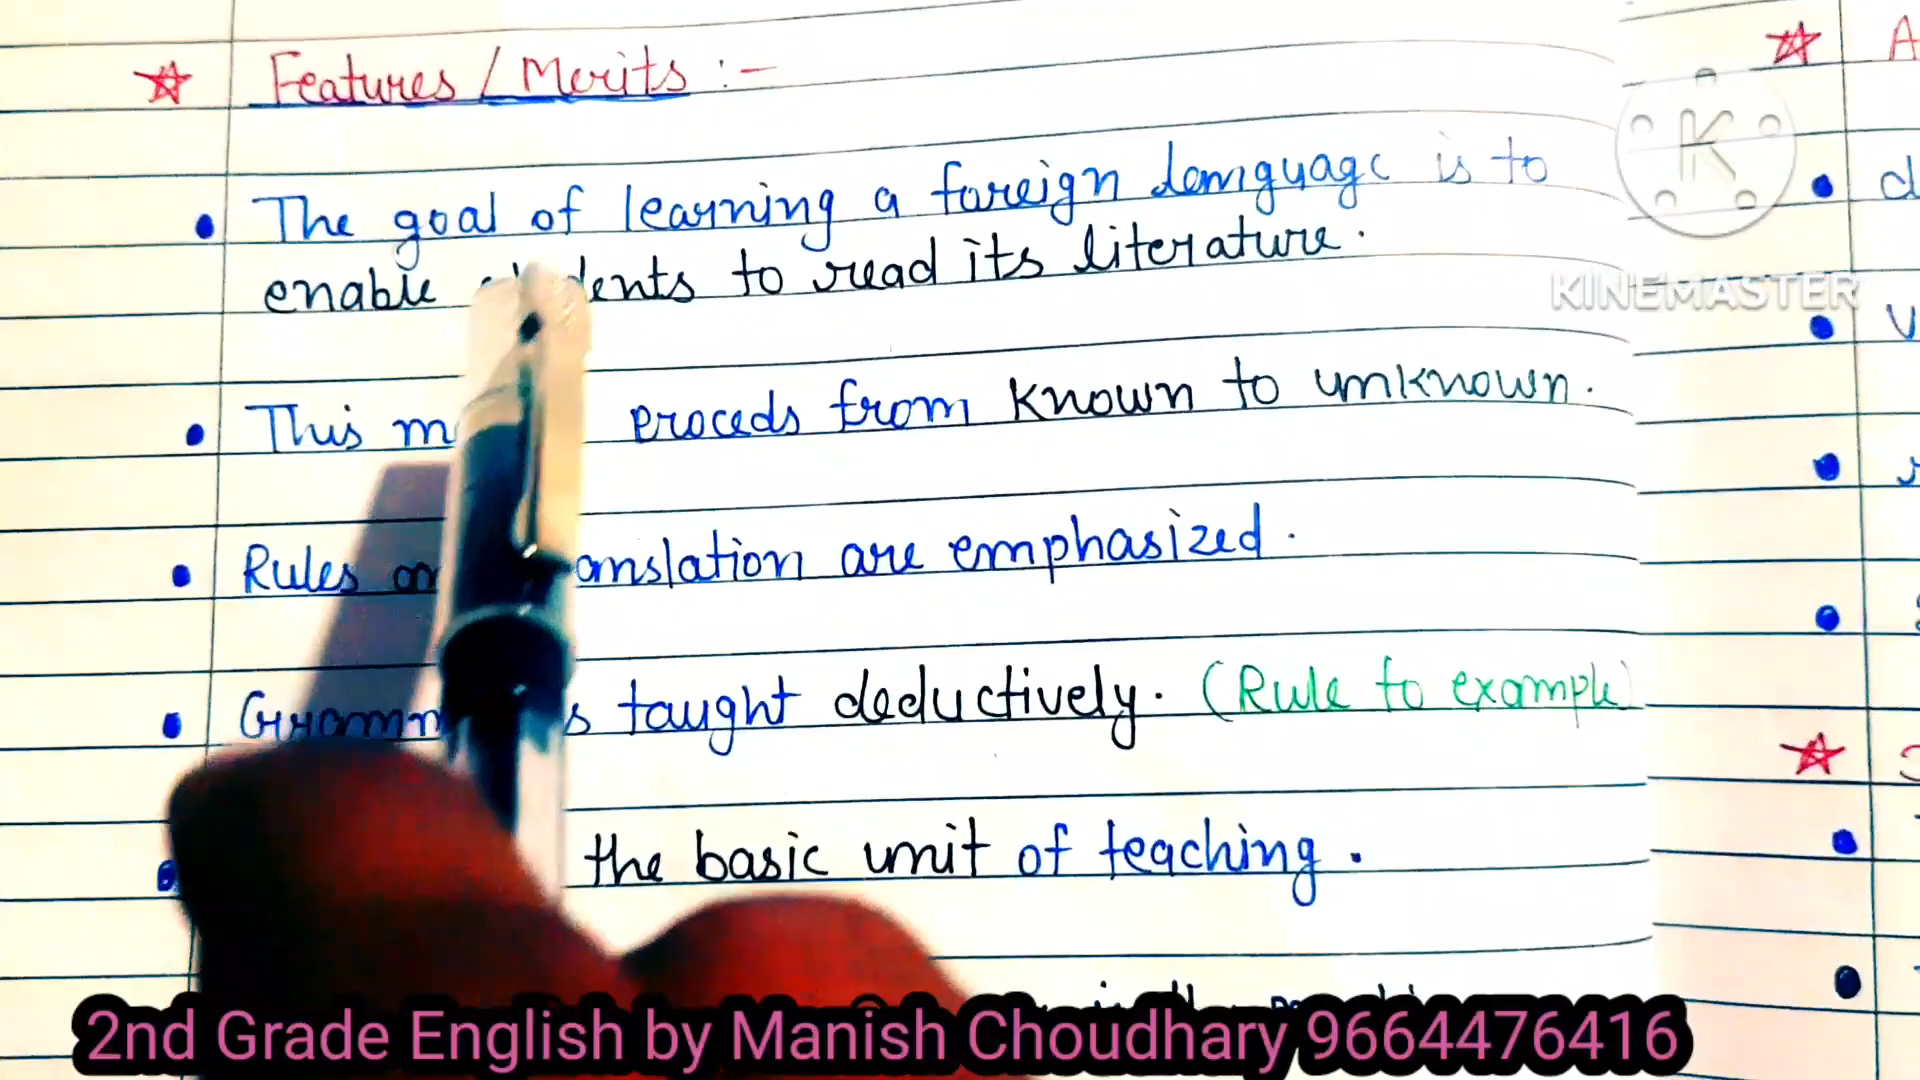 Features / Merits :-
The goal of learning a foreign language is to
enable to read its literature.
This proceds from known to unknown.
Rules are emphasized.
taught deductively. (Rule to example)
the basic unit of teaching.
KINEMASTER
2nd Grade English by Manish Choudhary 9664476416